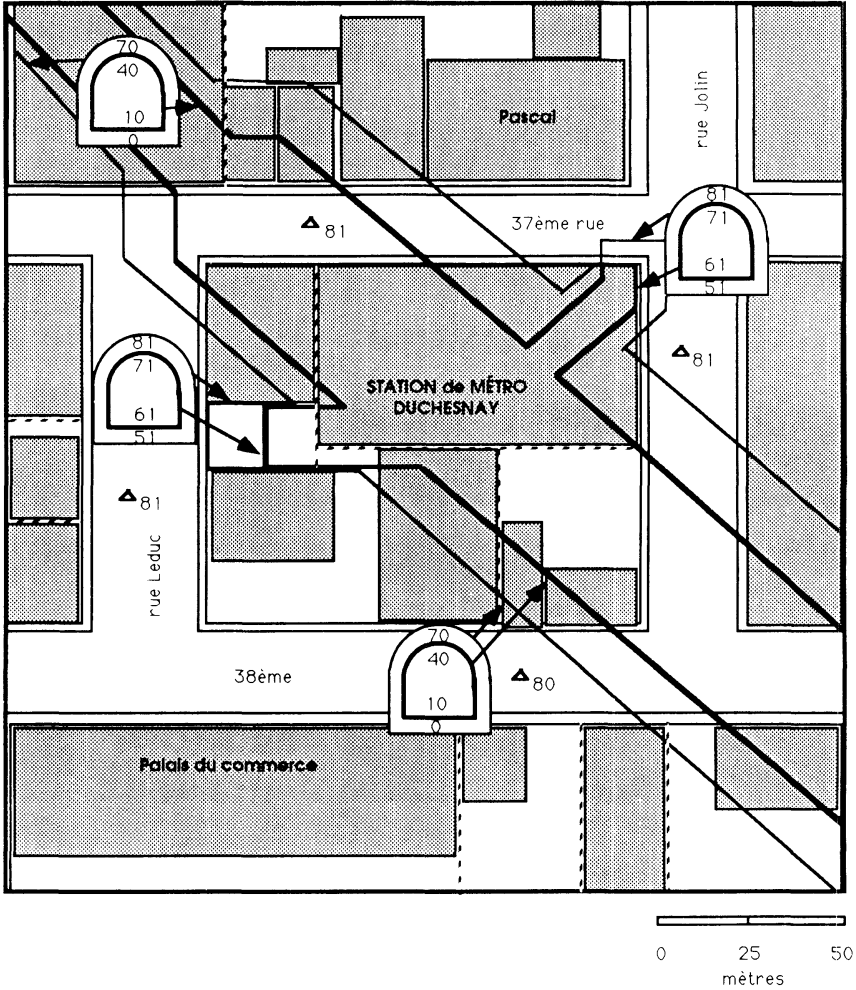 70
40
10
0
Pascal
rue Jolin
81
37ème rue
81
71
61
51
81
71
61
51
STATION de MÉTRO
DUCHESNAY
81
81
rue Leduc
70
40
10
0
38ème
80
Palais du commerce
0 25 50
mètres